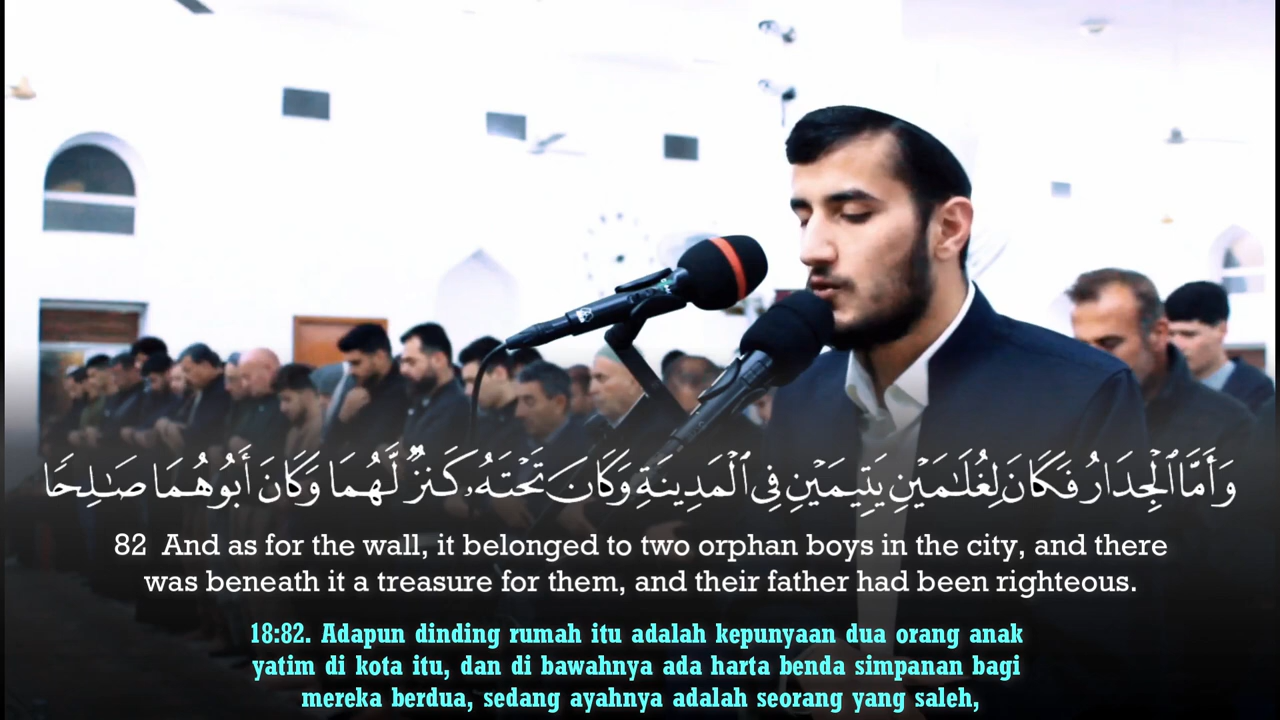 وَأَمَّا ٱلْجِدَارُ فَكَانَ لِغُلَـٰمَيْنِ يَتِيمَيْنِ فِى ٱلْمَدِينَةِ وَكَانَ تَحْتَهُۥ كَنزٌ لَّهُمَا وَكَانَ أَبُوهُمَا صَـٰلِحًا
82 And as for the wall, it belonged to two orphan boys in the city, and there
was beneath it a treasure for them, and their father had been righteous.
18:82. Adapun dinding rumah itu adalah kepunyaan dua orang anak
yatim di kota itu, dan di bawahnya ada harta benda simpanan bagi
mereka berdua, sedang ayahnya adalah seorang yang saleh,